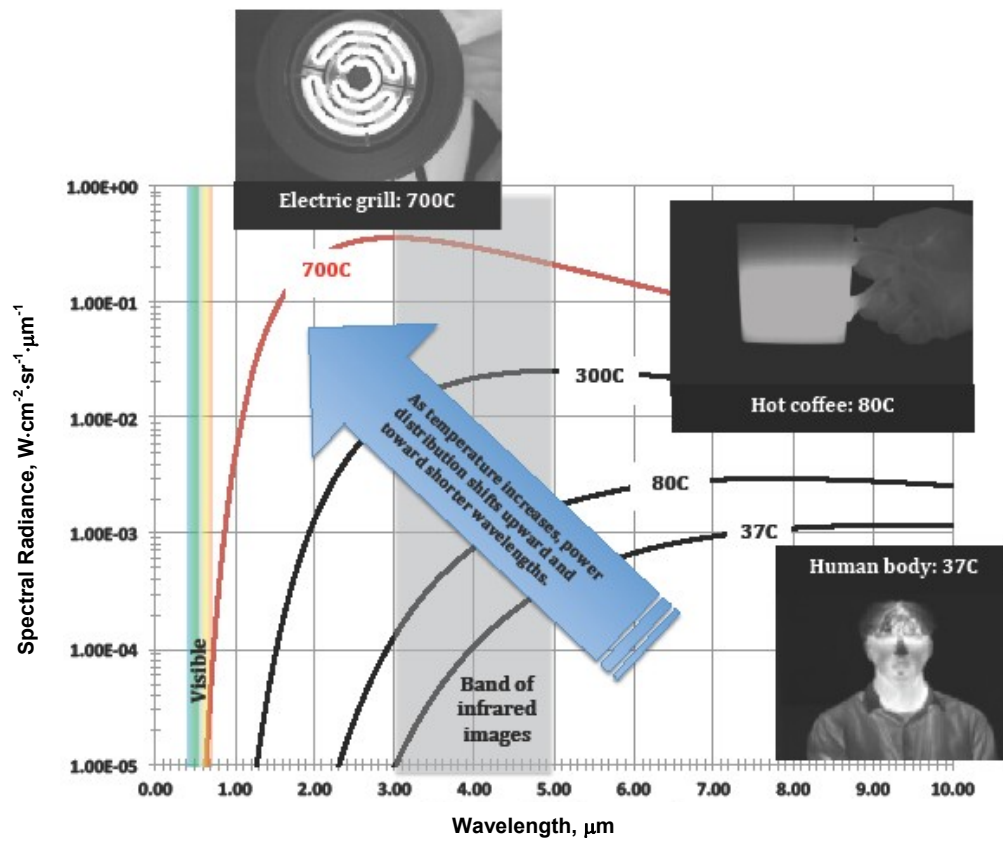 Electric grill: 700C
1.00E+00
1.00E-01
1.00E-02
1.00E-03
1.00E-04
1.00E-05
Spectral Radiance, W·cm-2·sr-1·μm-1
700C
300C
Hot coffee: 80C
80C
37C
Human body: 37C
As temperature increases, power
distribution shifts upward and
toward shorter wavelengths.
Visible
Band of
infrared
images
0.00 1.00 2.00 3.00 4.00 5.00 6.00 7.00 8.00 9.00 10.00
Wavelength, μm